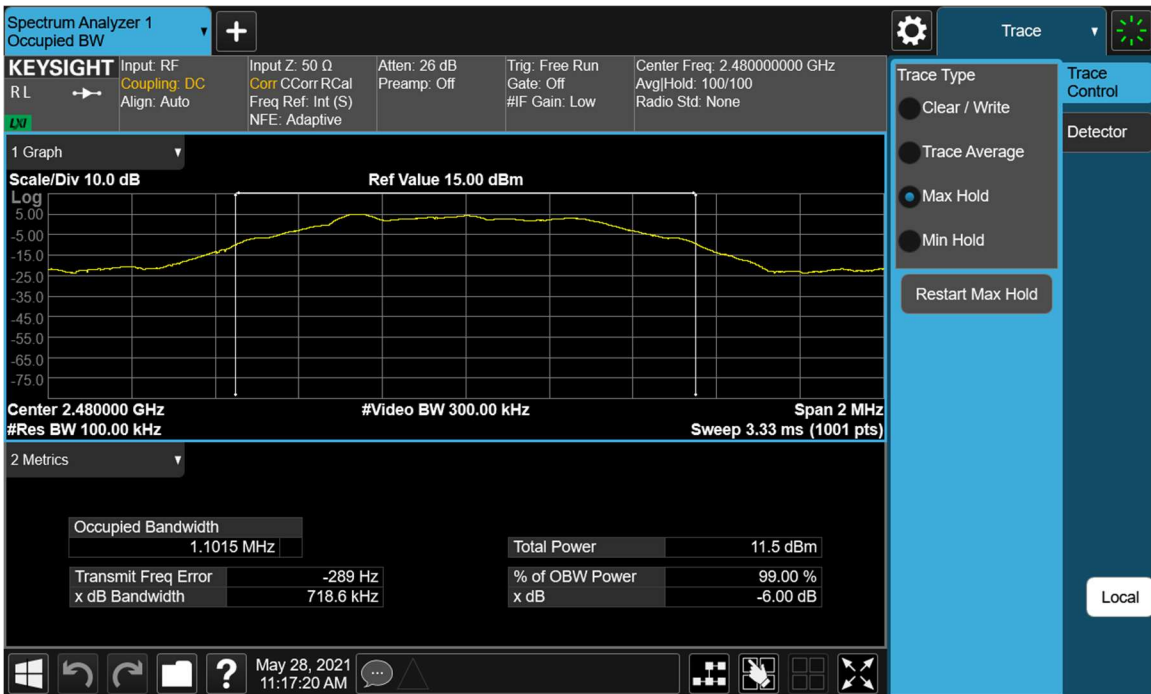 Spectrum Analyzer 1
Occupied BW
+
Trace
KEYSIGHT
RL
LXI
Input: RF
Coupling: DC
Align: Auto
Input Z: 50 Ω
Corr CCorr RCal
Freq Ref: Int (S)
NFE: Adaptive
Atten: 26 dB
Preamp: Off
Trig: Free Run
Gate: Off
#IF Gain: Low
Center Freq: 2.480000000 GHz
Avg|Hold: 100/100
Radio Std: None
Trace Type
Clear / Write
Trace Average
Max Hold
Min Hold
Restart Max Hold
Trace
Control
Detector
Local
1 Graph
Scale/Div 10.0 dB
Ref Value 15.00 dBm
Log
5.00
-5.00
-15.0
-25.0
-35.0
-45.0
-55.0
-65.0
-75.0
Center 2.480000 GHz
#Video BW 300.00 kHz
Span 2 MHz
#Res BW 100.00 kHz
Sweep 3.33 ms (1001 pts)
2 Metrics
Occupied Bandwidth
1.1015 MHz
Total Power 11.5 dBm
Transmit Freq Error -289 Hz
% of OBW Power 99.00 %
x dB Bandwidth 718.6 kHz
x dB -6.00 dB
?
May 28, 2021
11:17:20 AM